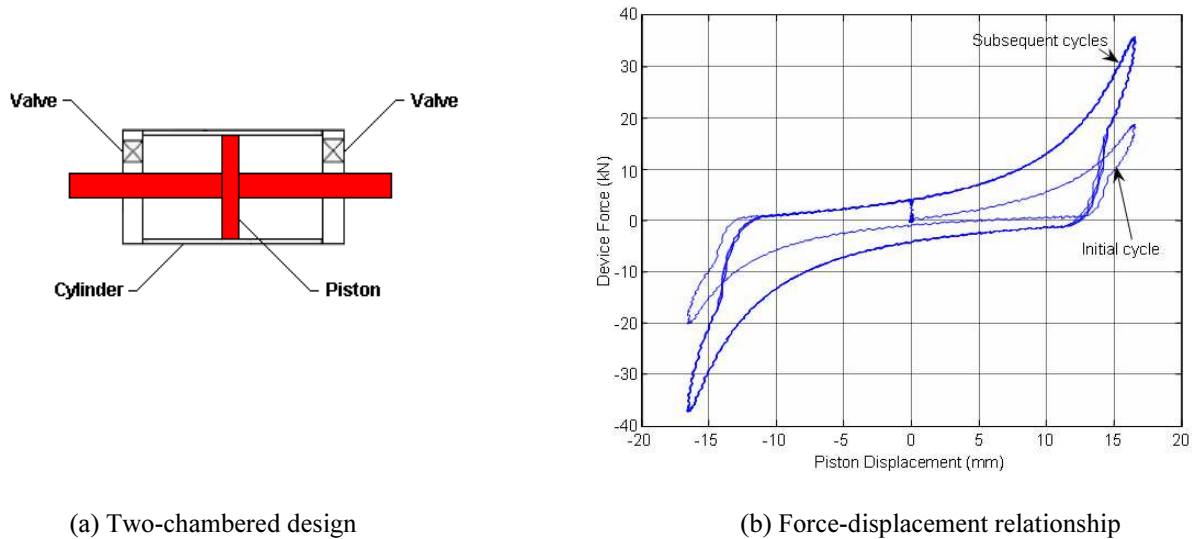 Valve
Valve
Cylinder
Piston
40
30
20
10
0
-10
-20
-30
-40
Device Force (kN)
Subsequent cycles
Initial cycle
-20
-15
-10
-5
0
5
10
15
20
Piston Displacement (mm)
(a) Two-chambered design
(b) Force-displacement relationship